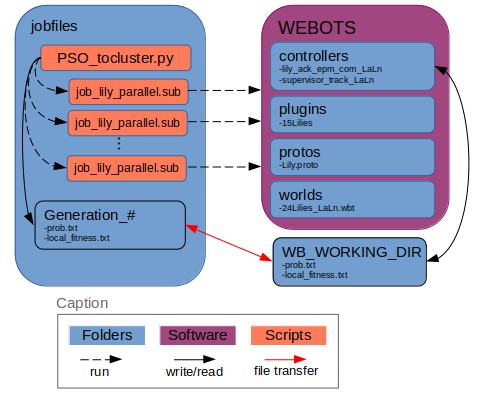 jobfiles
PSO_tocluster.py
job_lily_parallel.sub
job_lily_parallel.sub
job_lily_parallel.sub
Generation_#
-prob.txt
-local_fitness.txt
WEBOTS
controllers
-lily_ack_epm_com_LaLn
-supervisor_track_LaLn
plugins
-15Lilies
protos
-Lily.proto
worlds
-24Lilies_LaLn.wbt
WB_WORKING_DIR
-prob.txt
-local_fitness.txt
Caption
Folders
Software
Scripts
run
write/read
file transfer